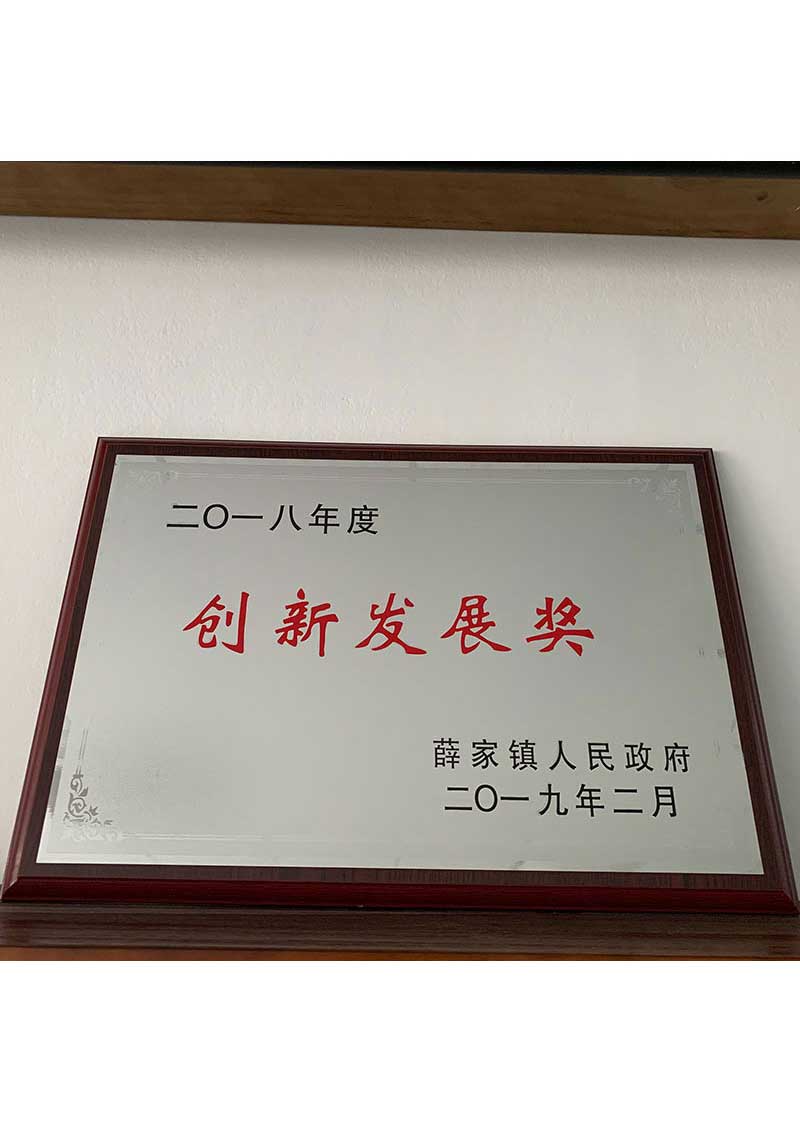 二〇一八年度
创新发展奖
薛家镇人民政府
二〇一九年二月